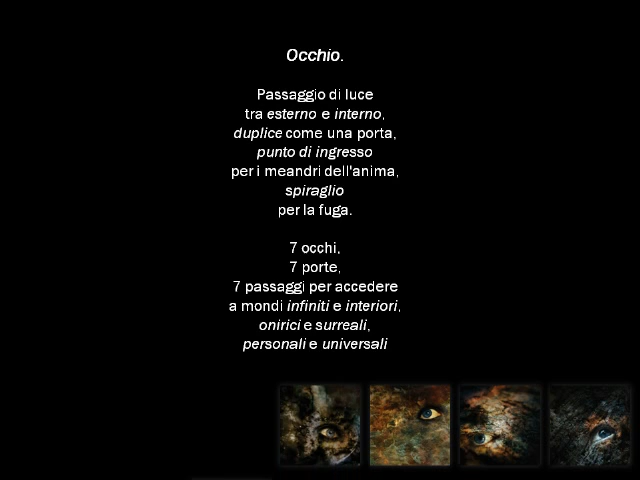 Occhio.
Passaggio di luce
tra esterno e interno,
duplice come una porta,
punto di ingresso
per i meandri dell'anima,
spiraglio
per la fuga.
7 occhi,
7 porte,
7 passaggi per accedere
a mondi infiniti e interiori,
onirici e surreali,
personali e universali